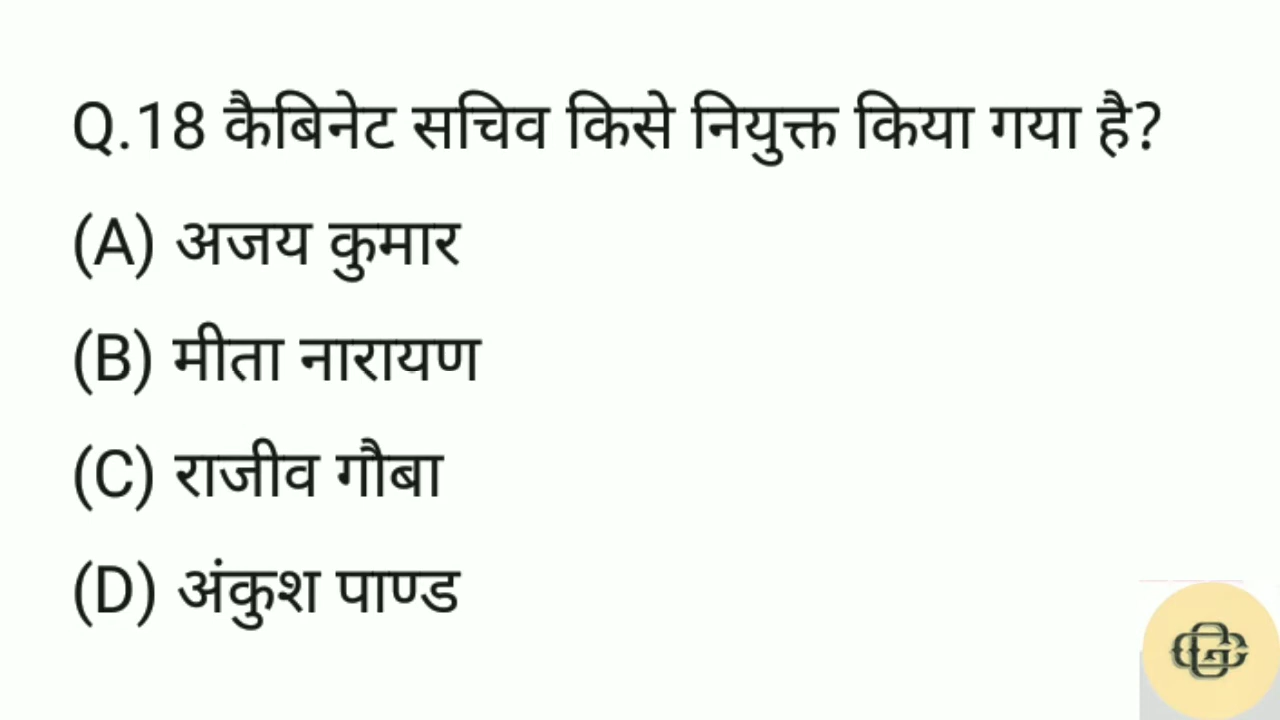 Q.18 कैबिनेट सचिव किसे नियुक्त किया गया है?
(A) अजय कुमार
(B) मीता नारायण
(C) राजीव गौबा
(D) अंकुश पाण्ड